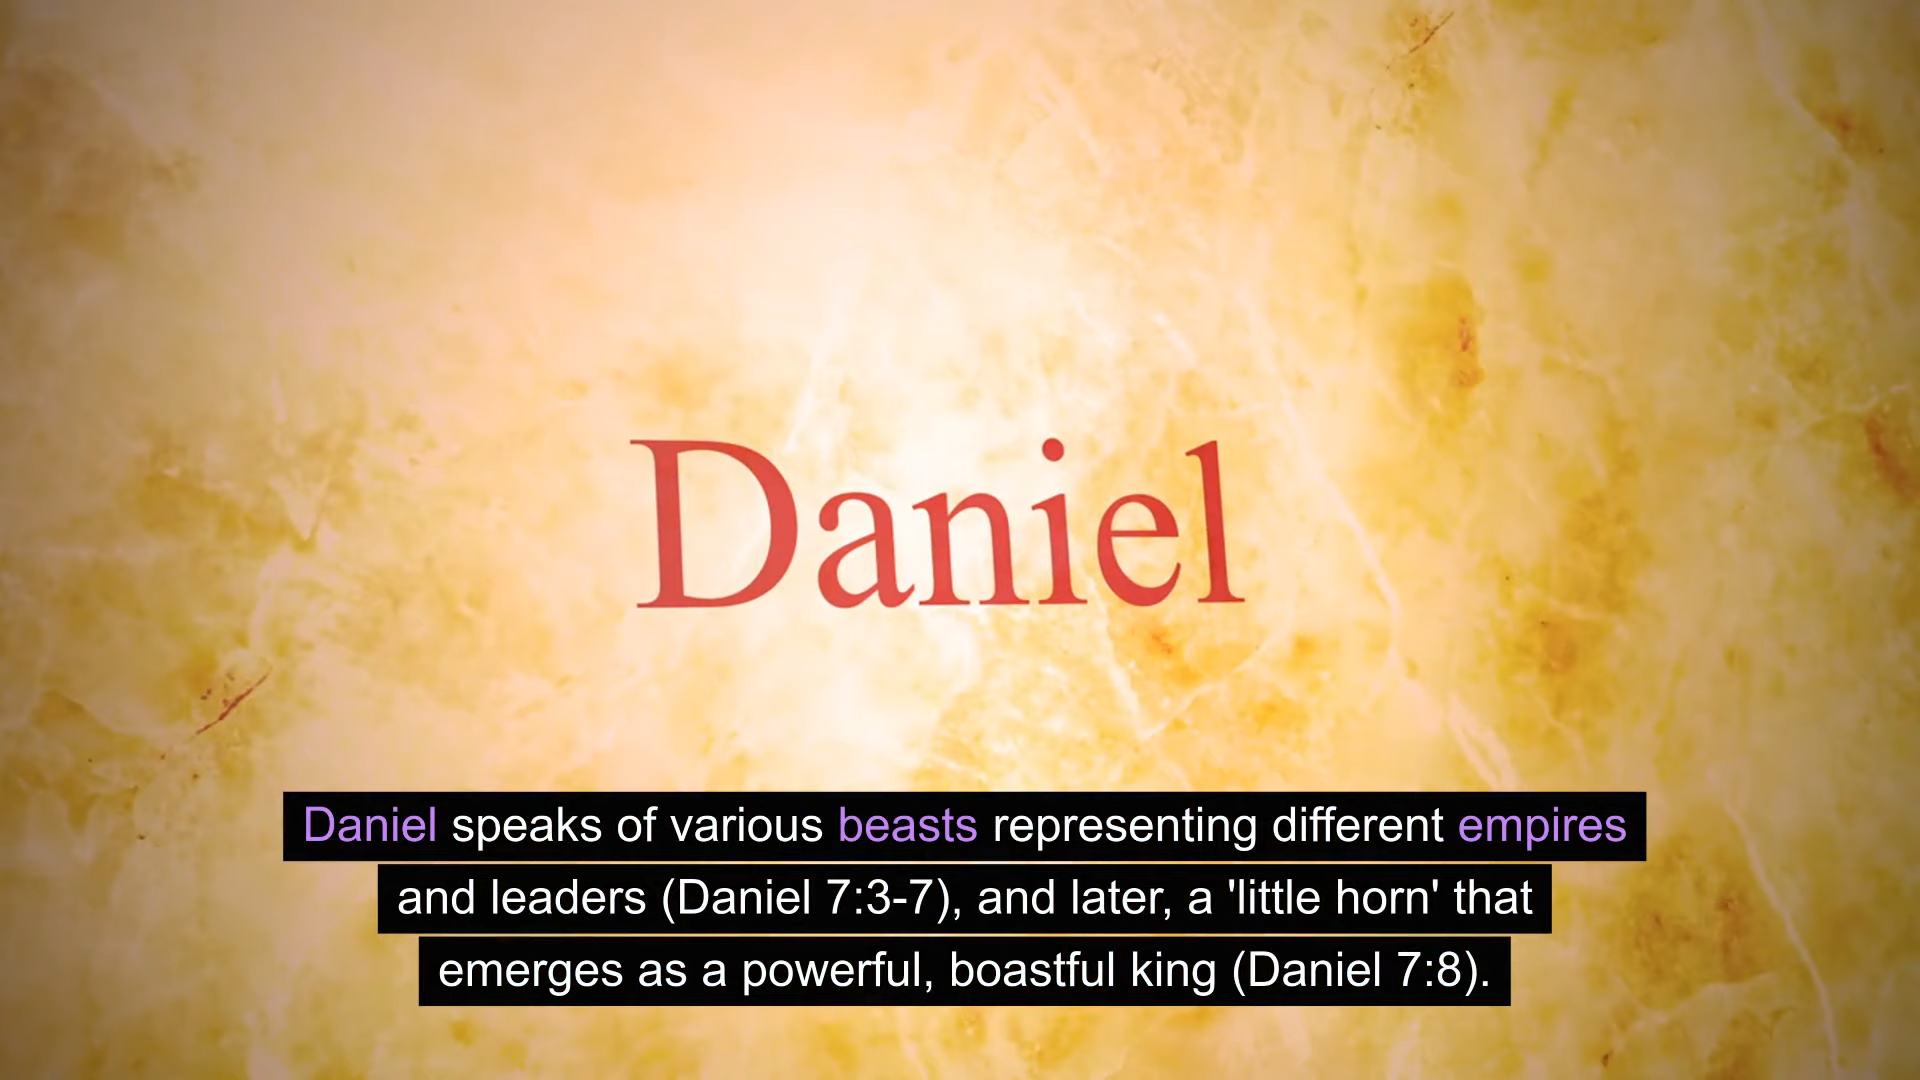 Daniel
Daniel speaks of various beasts representing different empires
and leaders (Daniel 7:3-7), and later, a 'little horn' that
emerges as a powerful, boastful king (Daniel 7:8).